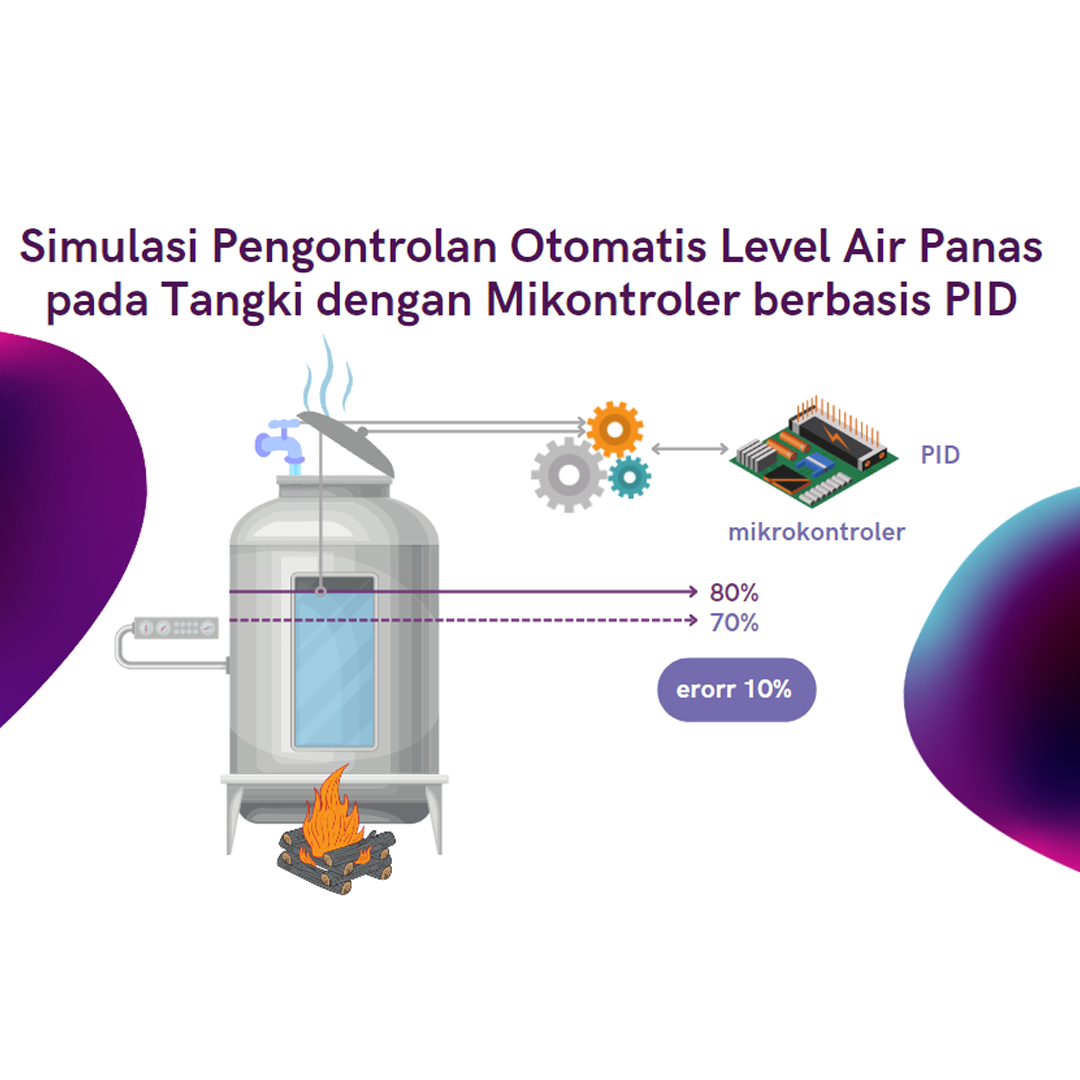 Simulasi Pengontrolan Otomatis Level Air Panas
pada Tangki dengan Mikontroler berbasis PID
PID
mikrokontroler
80%
70%
erorr 10%